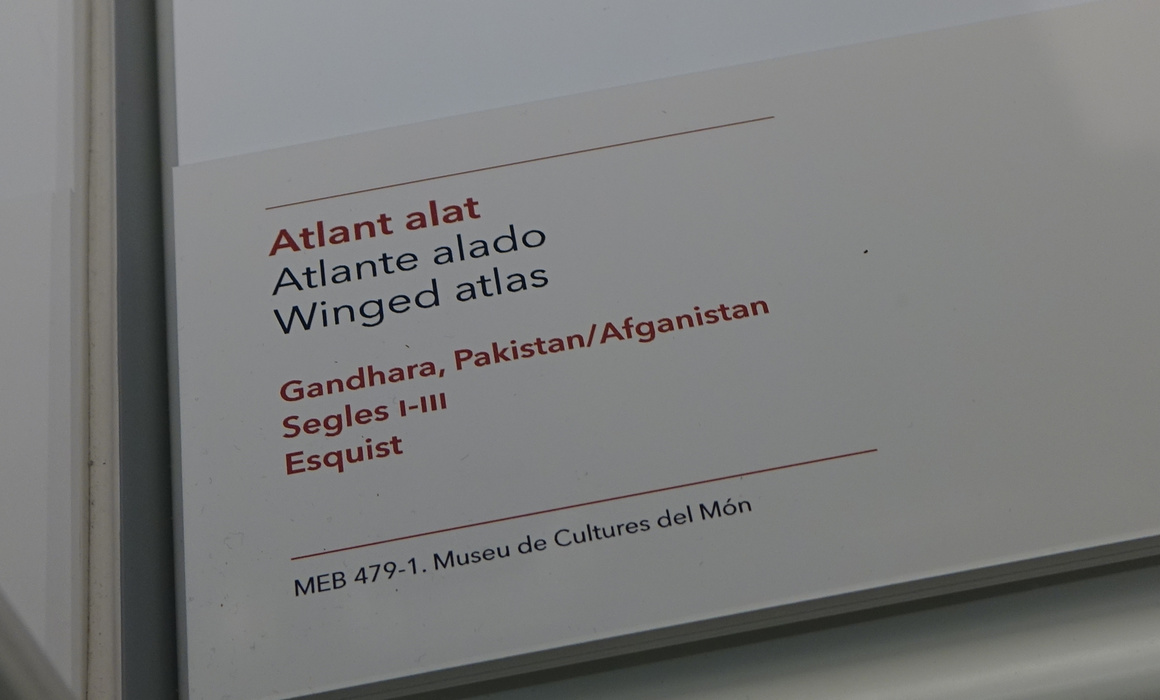 Atlant alat
Atlante alado
Winged atlas
Gandhara, Pakistan/Afganistan
Segles I-III
Esquist
MEB 479-1. Museu de Cultures del Món